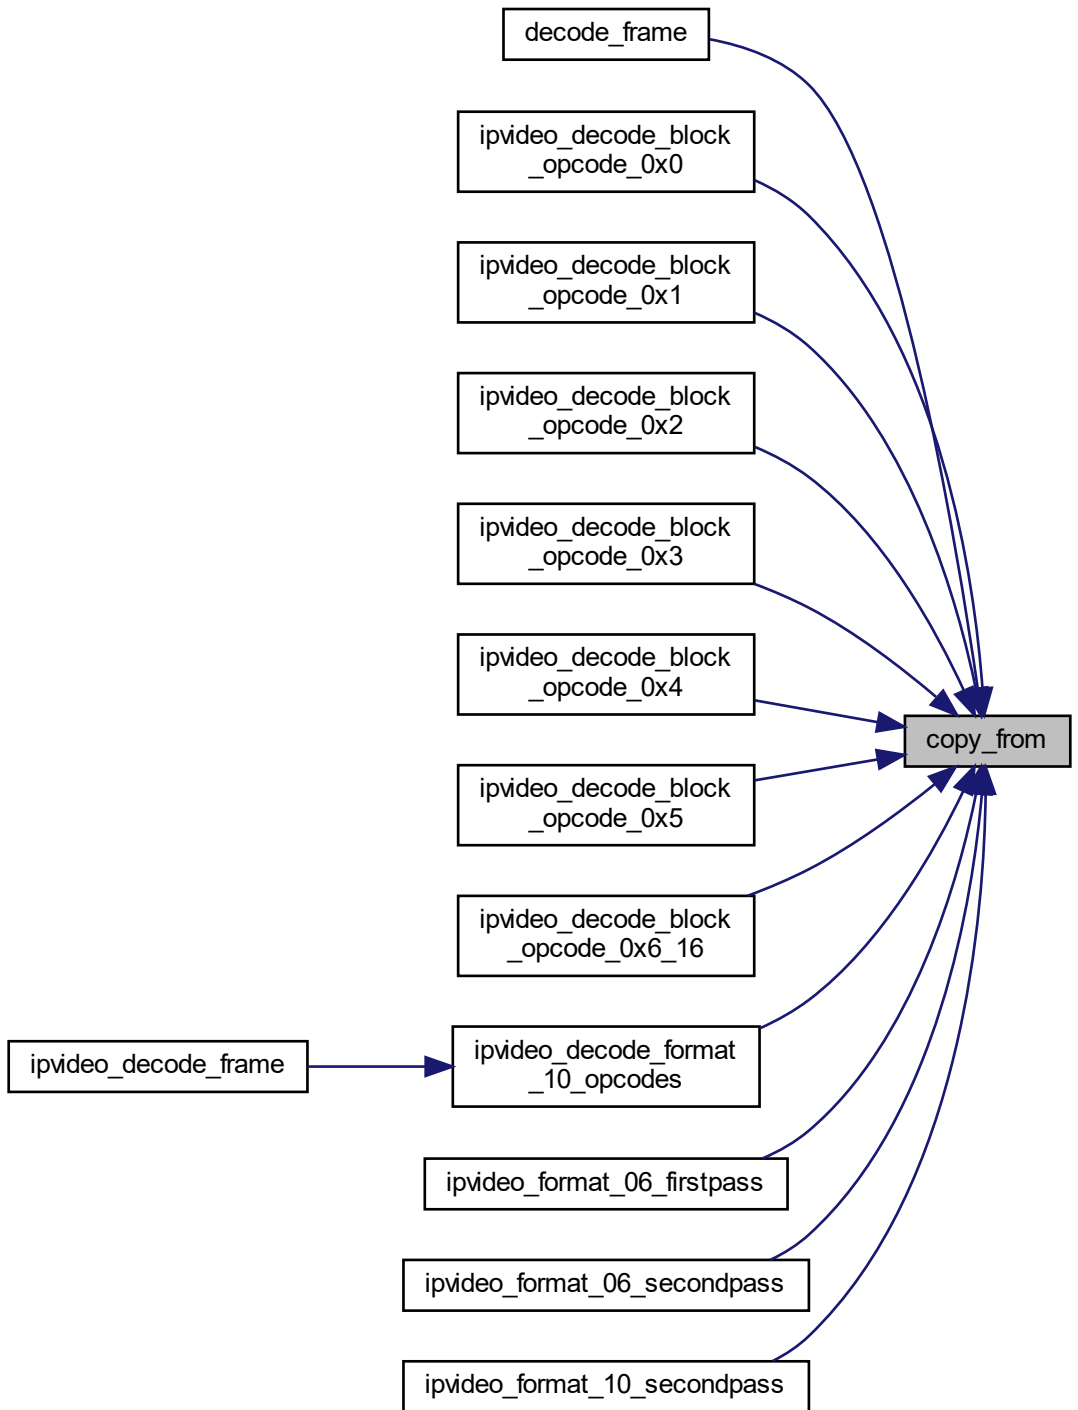 decode_frame
ipvideo_decode_block
_opcode_0x0
ipvideo_decode_block
_opcode_0x1
ipvideo_decode_block
_opcode_0x2
ipvideo_decode_block
_opcode_0x3
ipvideo_decode_block
_opcode_0x4
copy_from
ipvideo_decode_block
_opcode_0x5
ipvideo_decode_block
_opcode_0x6_16
ipvideo_decode_frame
ipvideo_decode_format
_10_opcodes
ipvideo_format_06_firstpass
ipvideo_format_06_secondpass
ipvideo_format_10_secondpass